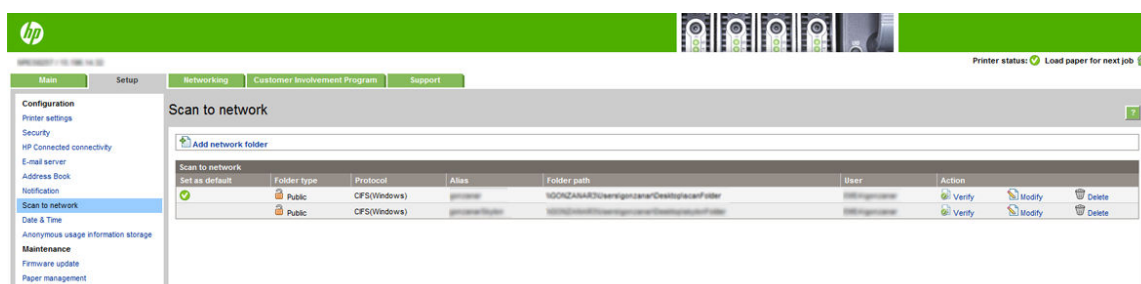 hp
Printer status: Load paper for next job
Main Setup Networking Customer Involvement Program Support
Configuration
Printer settings
Security
HP Connected connectivity
E-mail server
Address Book
Notification
Scan to network
Date & Time
Anonymous usage information storage
Maintenance
Firmware update
Paper management
Scan to network
?
Add network folder
Scan to network
Set as default Folder type Protocol Alias Folder path User Action
Public CIFS(Windows) Verify Modify Delete
Public CIFS(Windows) Verify Modify Delete